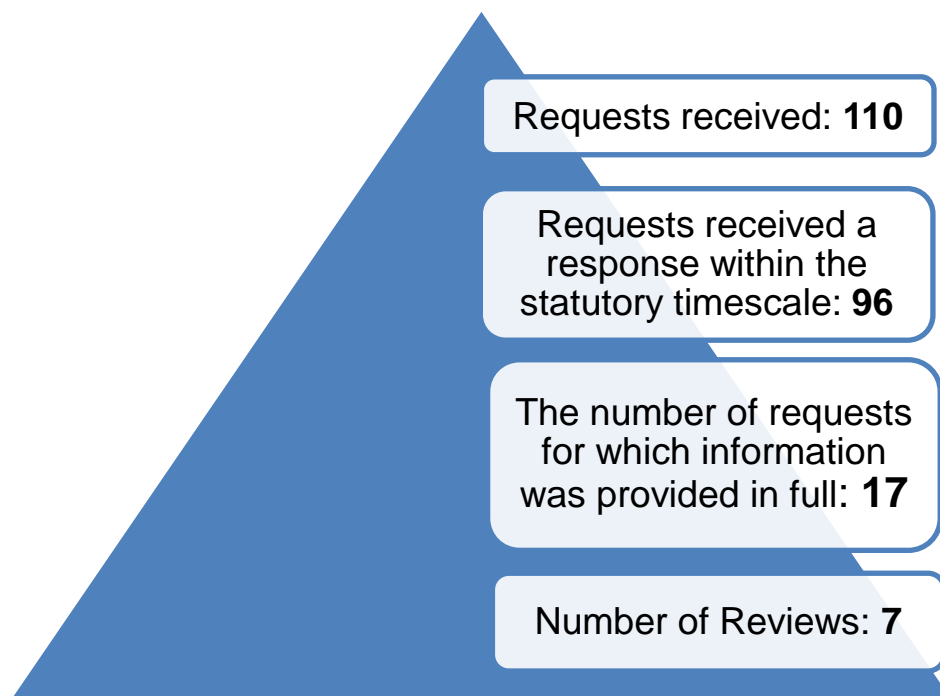 Requests received: 110
Requests received a
response within the
statutory timescale: 96
The number of requests
for which information
was provided in full: 17
Number of Reviews: 7